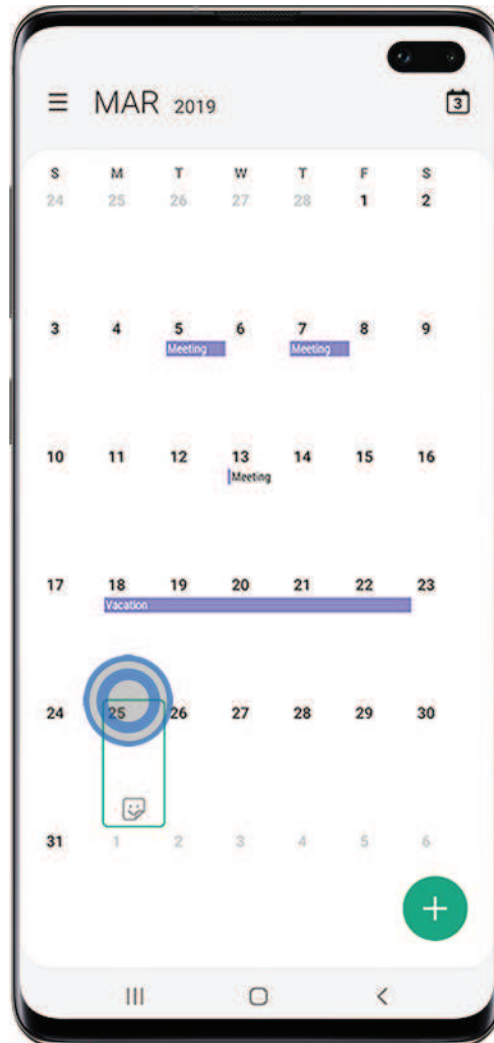 MAR 2019 3
S M T W T F S
24 25 26 27 28 1 2
3 4 5 6 7 8 9
Meeting Meeting
10 11 12 13 14 15 16
Meeting
17 18 19 20 21 22 23
Vacation
24 25 26 27 28 29 30
31 1 2 3 4 5 6